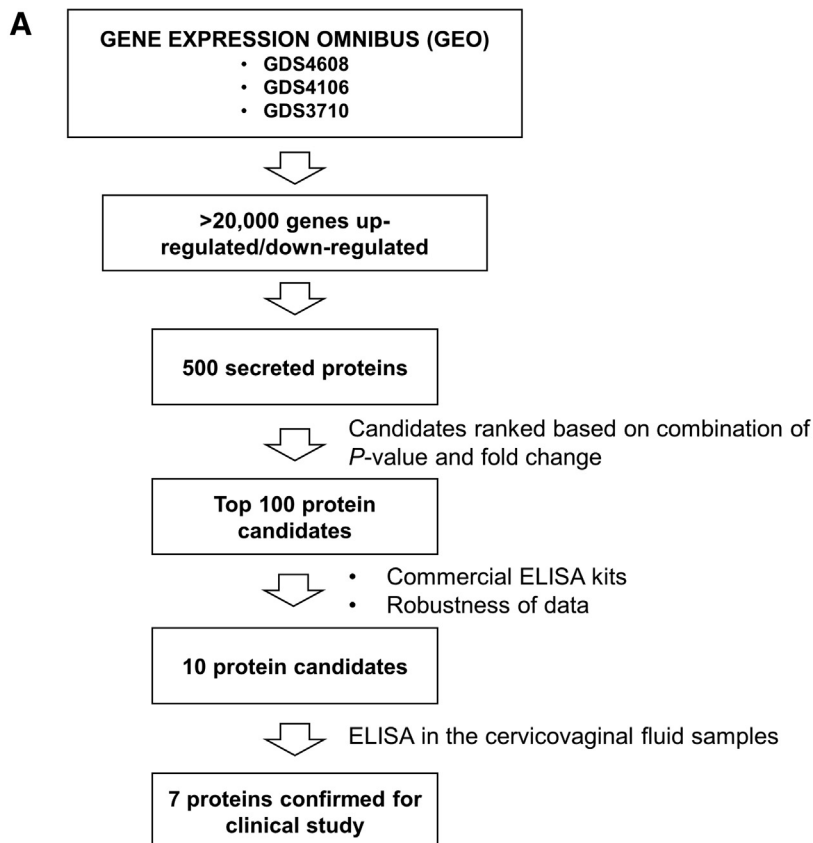 A
GENE EXPRESSION OMNIBUS (GEO)
• GDS4608
• GDS4106
• GDS3710
>20,000 genes up-
regulated/down-regulated
500 secreted proteins
Candidates ranked based on combination of
P-value and fold change
Top 100 protein
candidates
• Commercial ELISA kits
• Robustness of data
10 protein candidates
ELISA in the cervicovaginal fluid samples
7 proteins confirmed for
clinical study